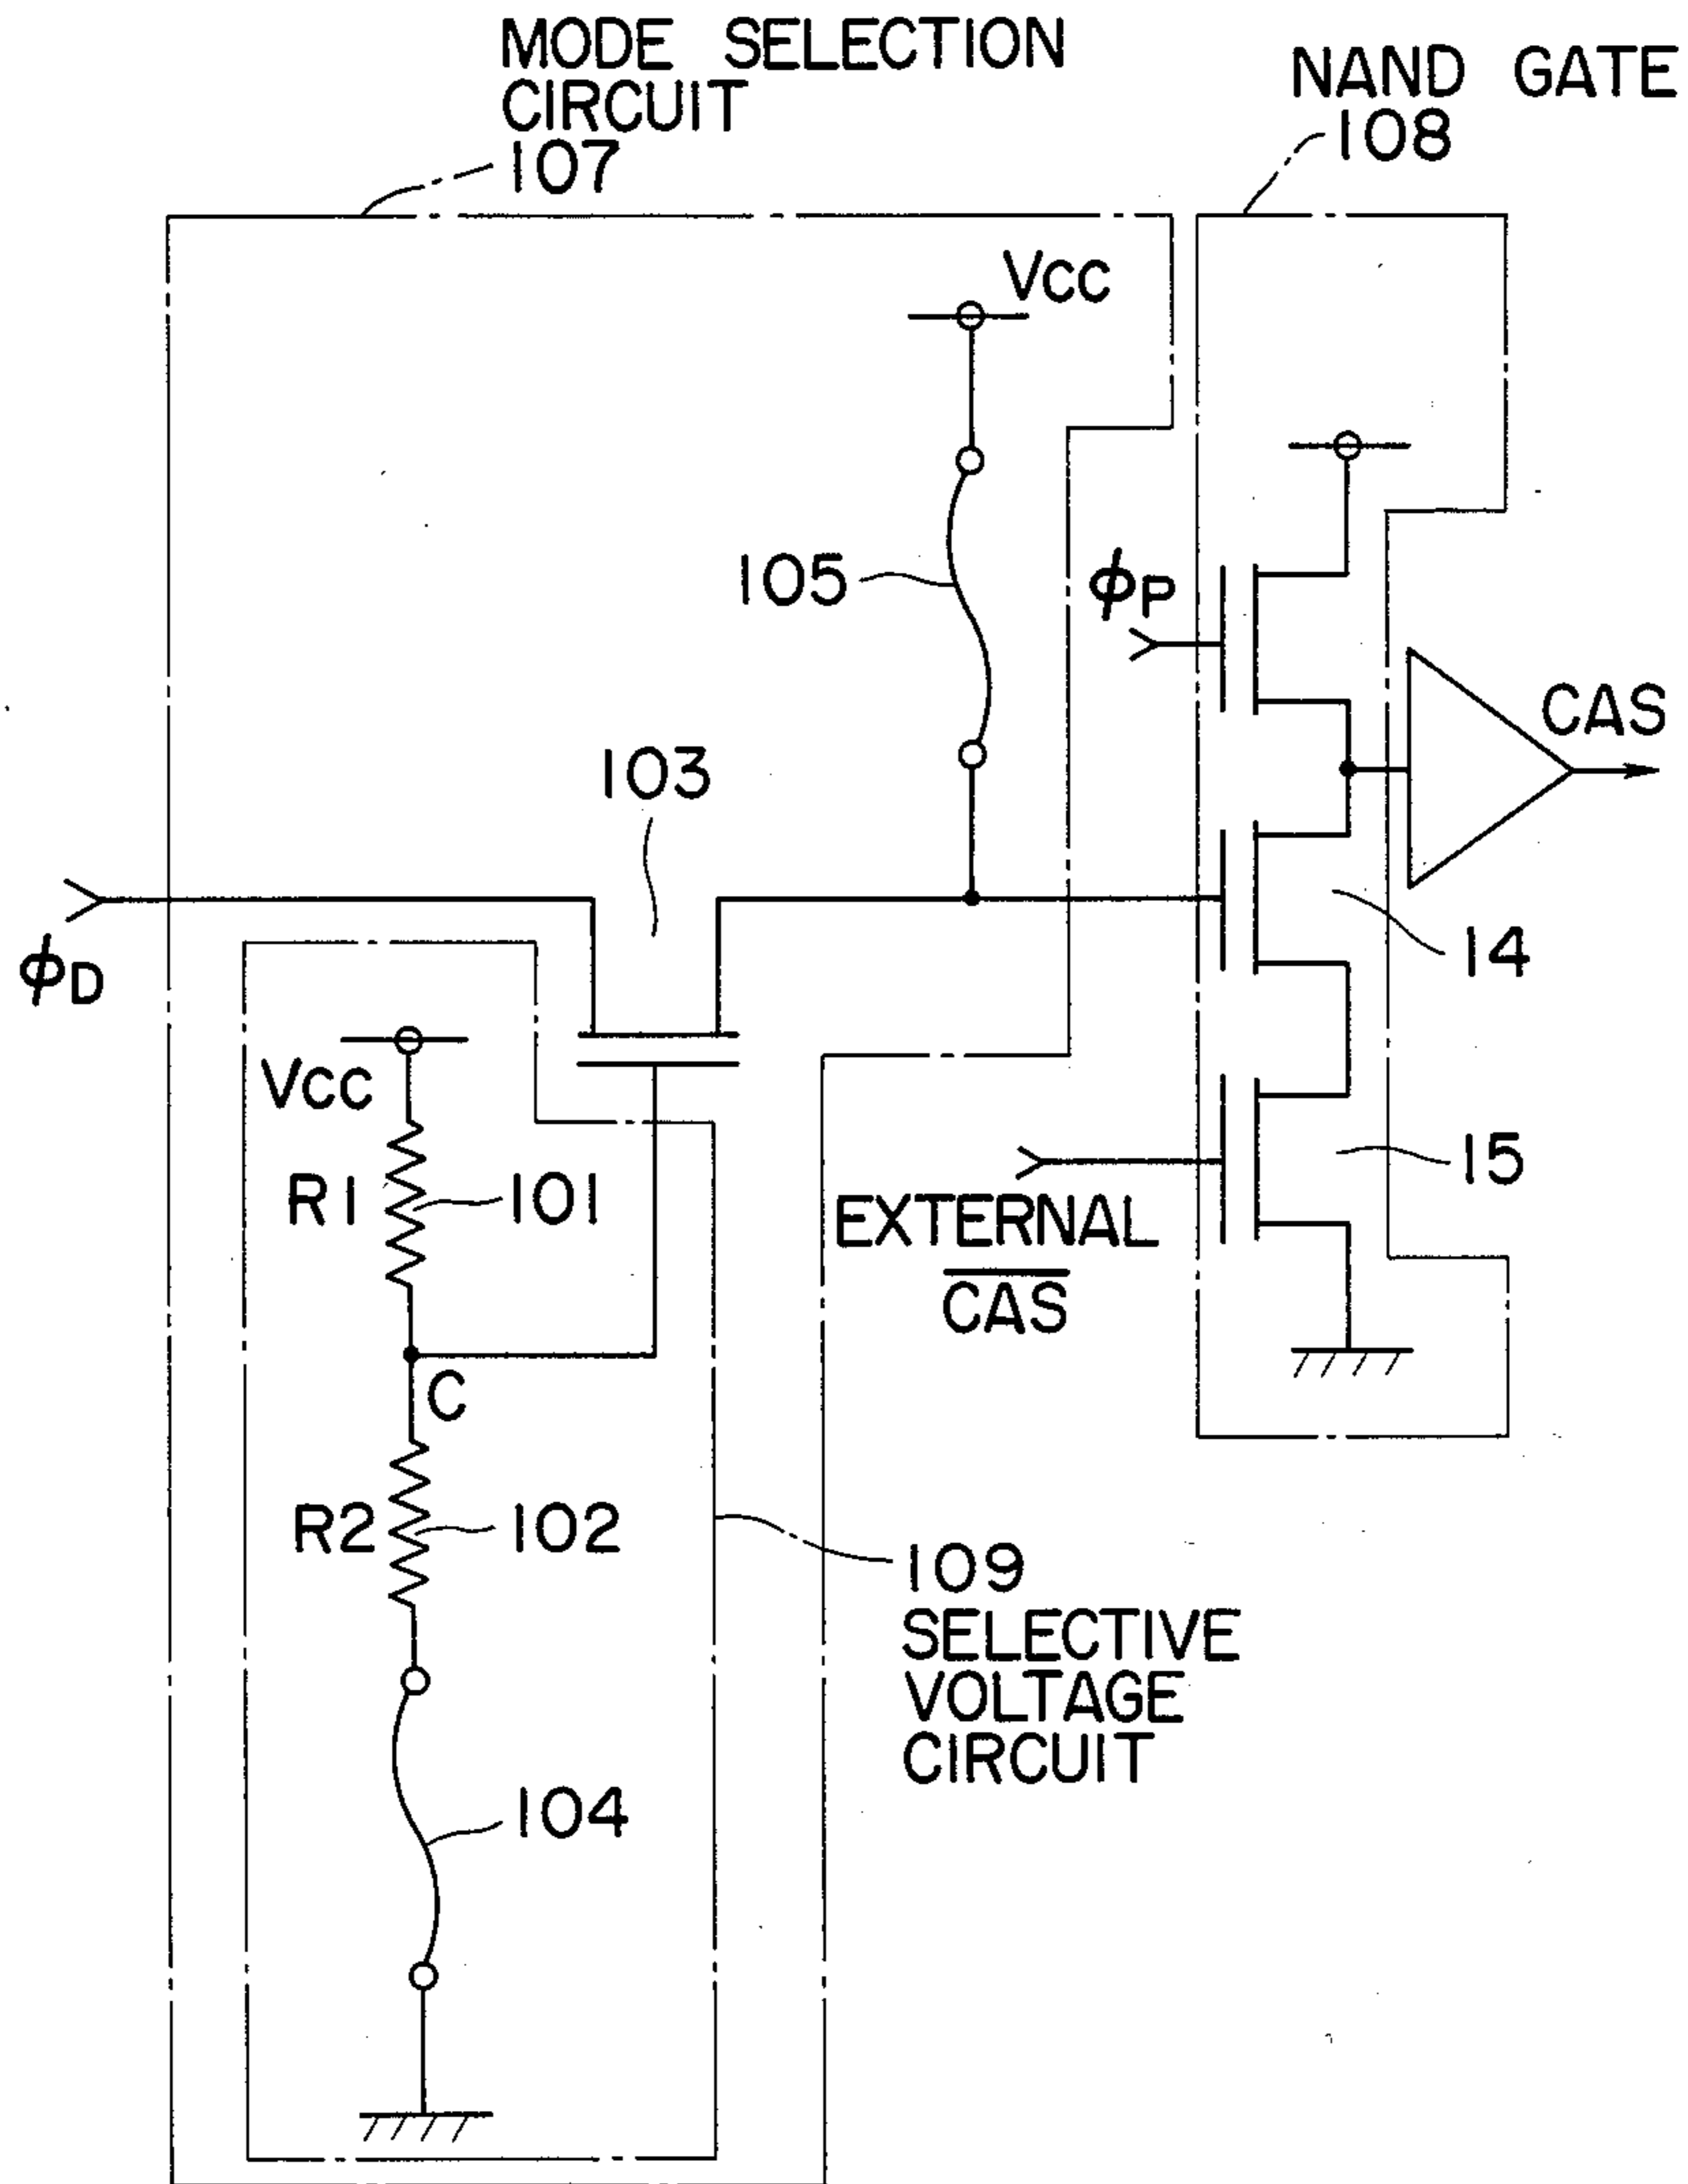 MODE SELECTION
CIRCUIT
107
NAND GATE
108
Vcc
105
ϕP
CAS
103
ϕD
14
Vcc
R1
101
15
EXTERNAL
C̅A̅S̅
C
R2
102
109
SELECTIVE
VOLTAGE
CIRCUIT
104